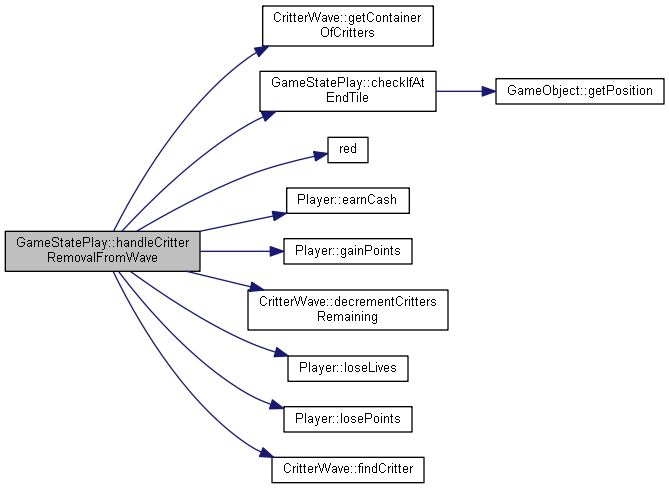 CritterWave::getContainer
OfCritters
GameStatePlay::checkIfAt
EndTile
GameObject::getPosition
red
Player::earnCash
GameStatePlay::handleCritter
RemovalFromWave
Player::gainPoints
CritterWave::decrementCritters
Remaining
Player::loseLives
Player::losePoints
CritterWave::findCritter